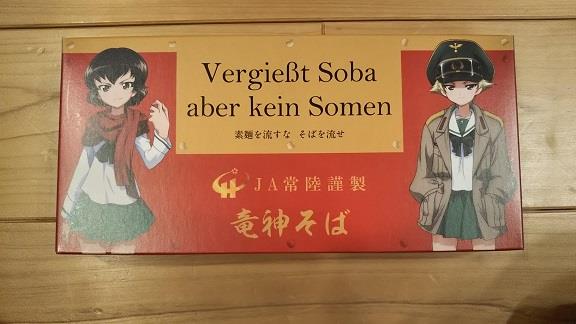 Vergießt Soba
aber kein Somen
素麺を流すな そばを流せ
JA常陸謹製
竜神そば